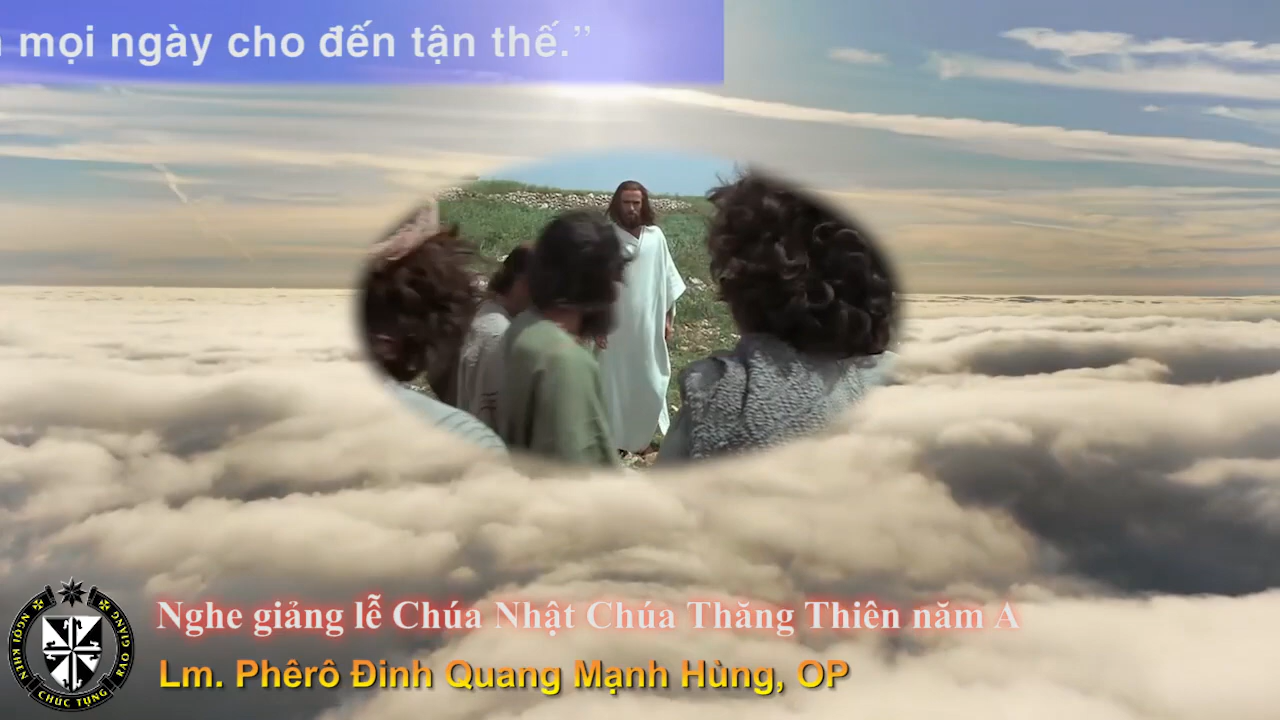 mọi ngày cho đến tận thế.”
Nghe giảng lễ Chúa Nhật Chúa Thăng Thiên năm A
Lm. Phêrô Đinh Quang Mạnh Hùng, OP
NGỢI KHEN
CHÚC TỤNG
RAO GIẢNG